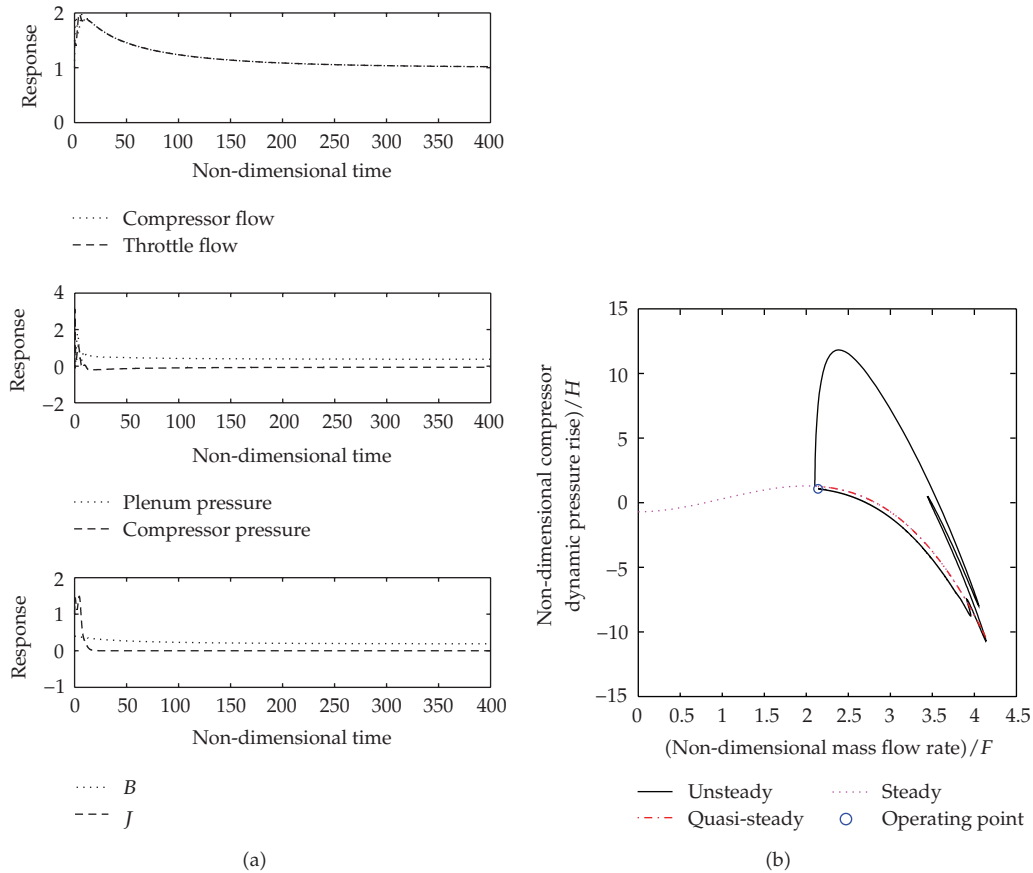 2
1
0
Response
0 50 100 150 200 250 300 350 400
Non-dimensional time
Compressor flow
Throttle flow
4
2
0
−2
Response
0 50 100 150 200 250 300 350 400
Non-dimensional time
Plenum pressure
Compressor pressure
2
1
0
−1
Response
0 50 100 150 200 250 300 350 400
Non-dimensional time
B
J
(a)
15
10
5
0
−5
−10
−15
Non-dimensional compressor
dynamic pressure rise)/H
0 0.5 1 1.5 2 2.5 3 3.5 4 4.5
(Non-dimensional mass flow rate)/F
Unsteady
Quasi-steady
Steady
Operating point
(b)